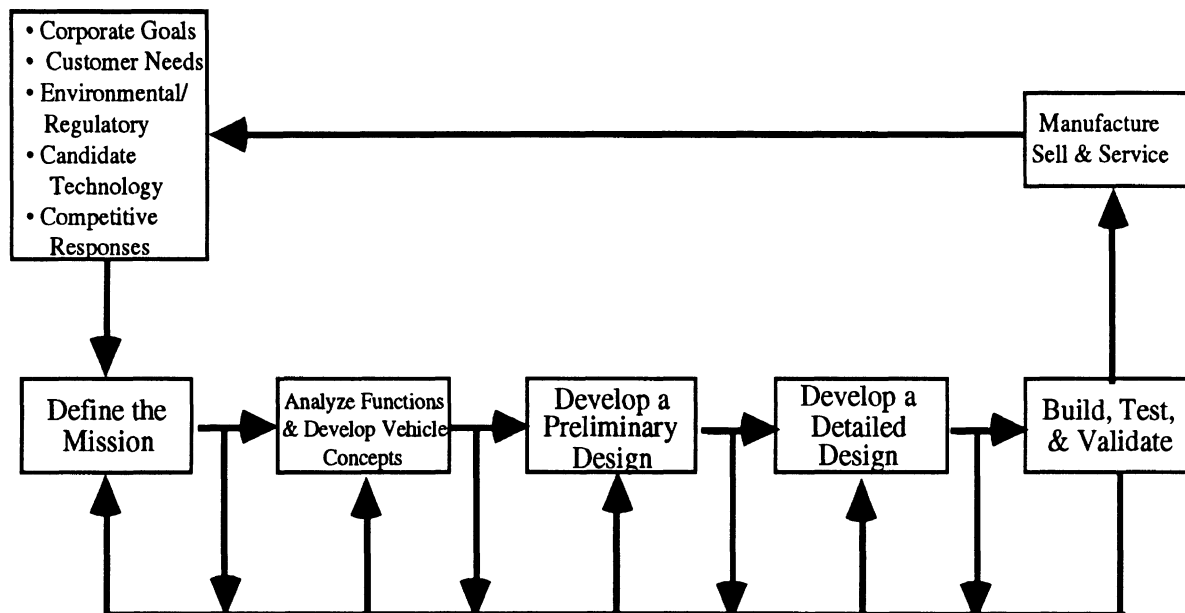 • Corporate Goals
• Customer Needs
• Environmental/
Regulatory
• Candidate
Technology
• Competitive
Responses
Manufacture
Sell & Service
Define the
Mission
Analyze Functions
& Develop Vehicle
Concepts
Develop a
Preliminary
Design
Develop a
Detailed
Design
Build, Test,
& Validate